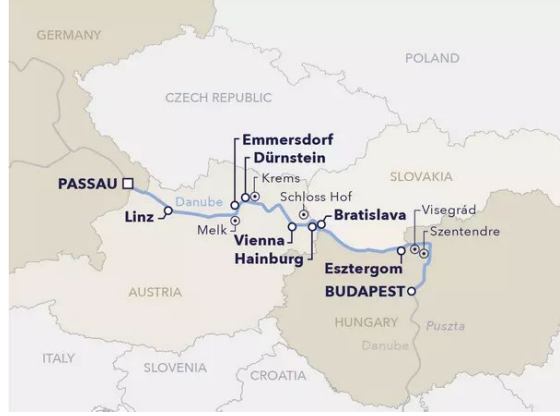 GERMANY
POLAND
CZECH REPUBLIC
Emmersdorf
Dürnstein
Krems
SLOVAKIA
PASSAU
Schloss Hof
Danube
Linz
Bratislava
Visegrád
Melk
Szentendre
Vienna
Hainburg
Esztergom
AUSTRIA
BUDAPEST
HUNGARY
Puszta
Danube
ITALY
SLOVENIA
CROATIA